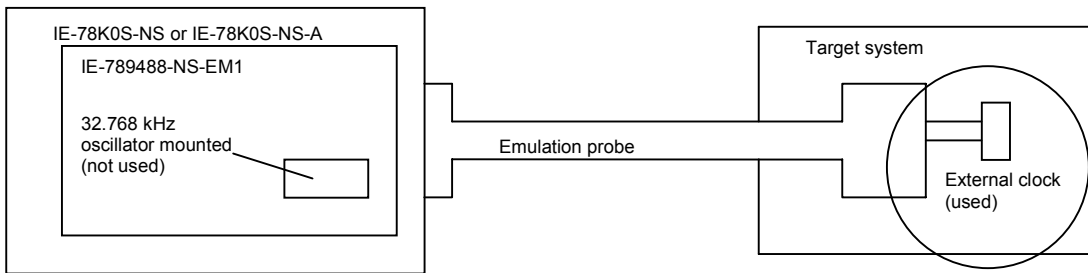 IE-78K0S-NS or IE-78K0S-NS-A
IE-789488-NS-EM1
32.768 kHz
oscillator mounted
(not used)
Emulation probe
Target system
External clock
(used)